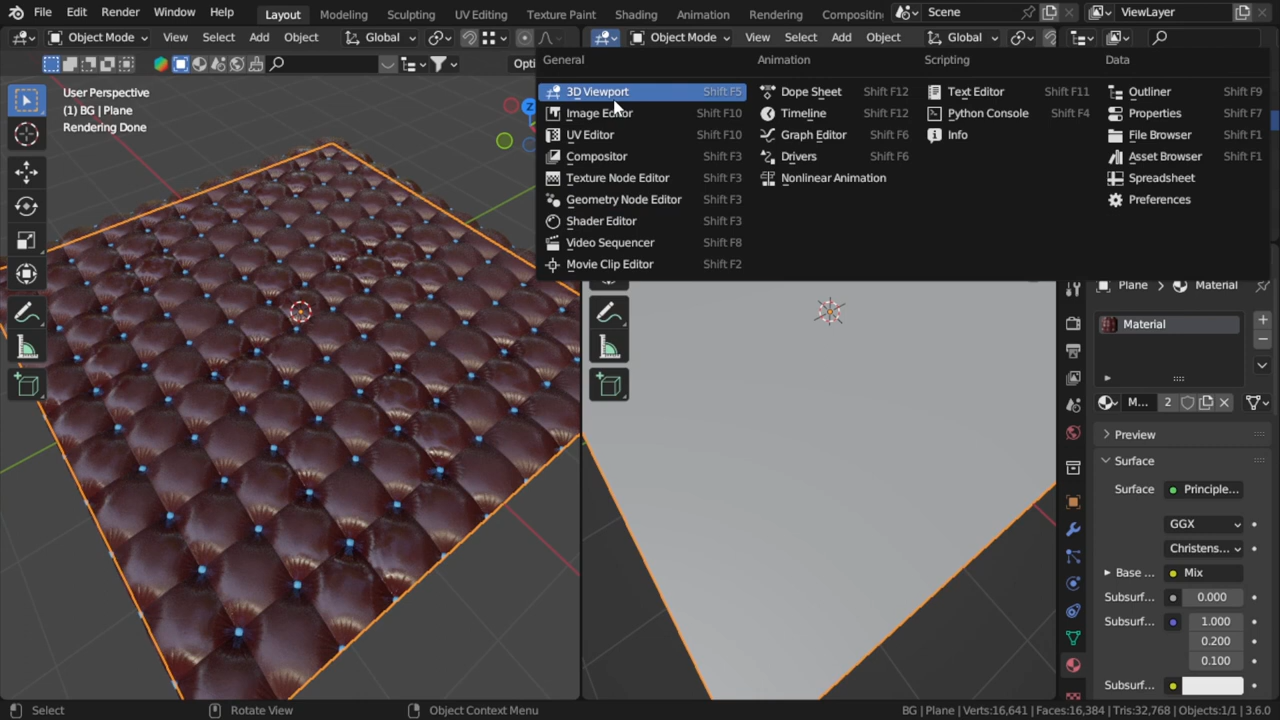 File Edit Render Window Help Layout Modeling Sculpting UV Editing Texture Paint Shading Animation Rendering Compositin Scene ViewLayer
Object Mode View Select Add Object Global Object Mode View Select Add Object Global
Opti
User Perspective
(1) BG | Plane
Rendering Done
Z
General
3D Viewport Shift F5
Image Editor Shift F10
UV Editor Shift F10
Compositor Shift F3
Texture Node Editor Shift F3
Geometry Node Editor Shift F3
Shader Editor Shift F3
Video Sequencer Shift F8
Movie Clip Editor Shift F2
Animation
Dope Sheet Shift F12
Timeline Shift F12
Graph Editor Shift F6
Drivers Shift F6
Nonlinear Animation
Scripting
Text Editor Shift F11
Python Console Shift F4
Info
Data
Outliner Shift F9
Properties Shift F7
File Browser Shift F1
Asset Browser Shift F1
Spreadsheet
Preferences
Plane > Material
Material
M... 2
Preview
Surface
Surface Principle...
GGX
Christens...
Base ... Mix
Subsurf... 0.000
Subsurf... 1.000
0.200
0.100
Subsurf...
Select Rotate View Object Context Menu BG | Plane | Verts:16,641 | Faces:16,384 | Tris:32,768 | Objects:1/1 | 3.6.0